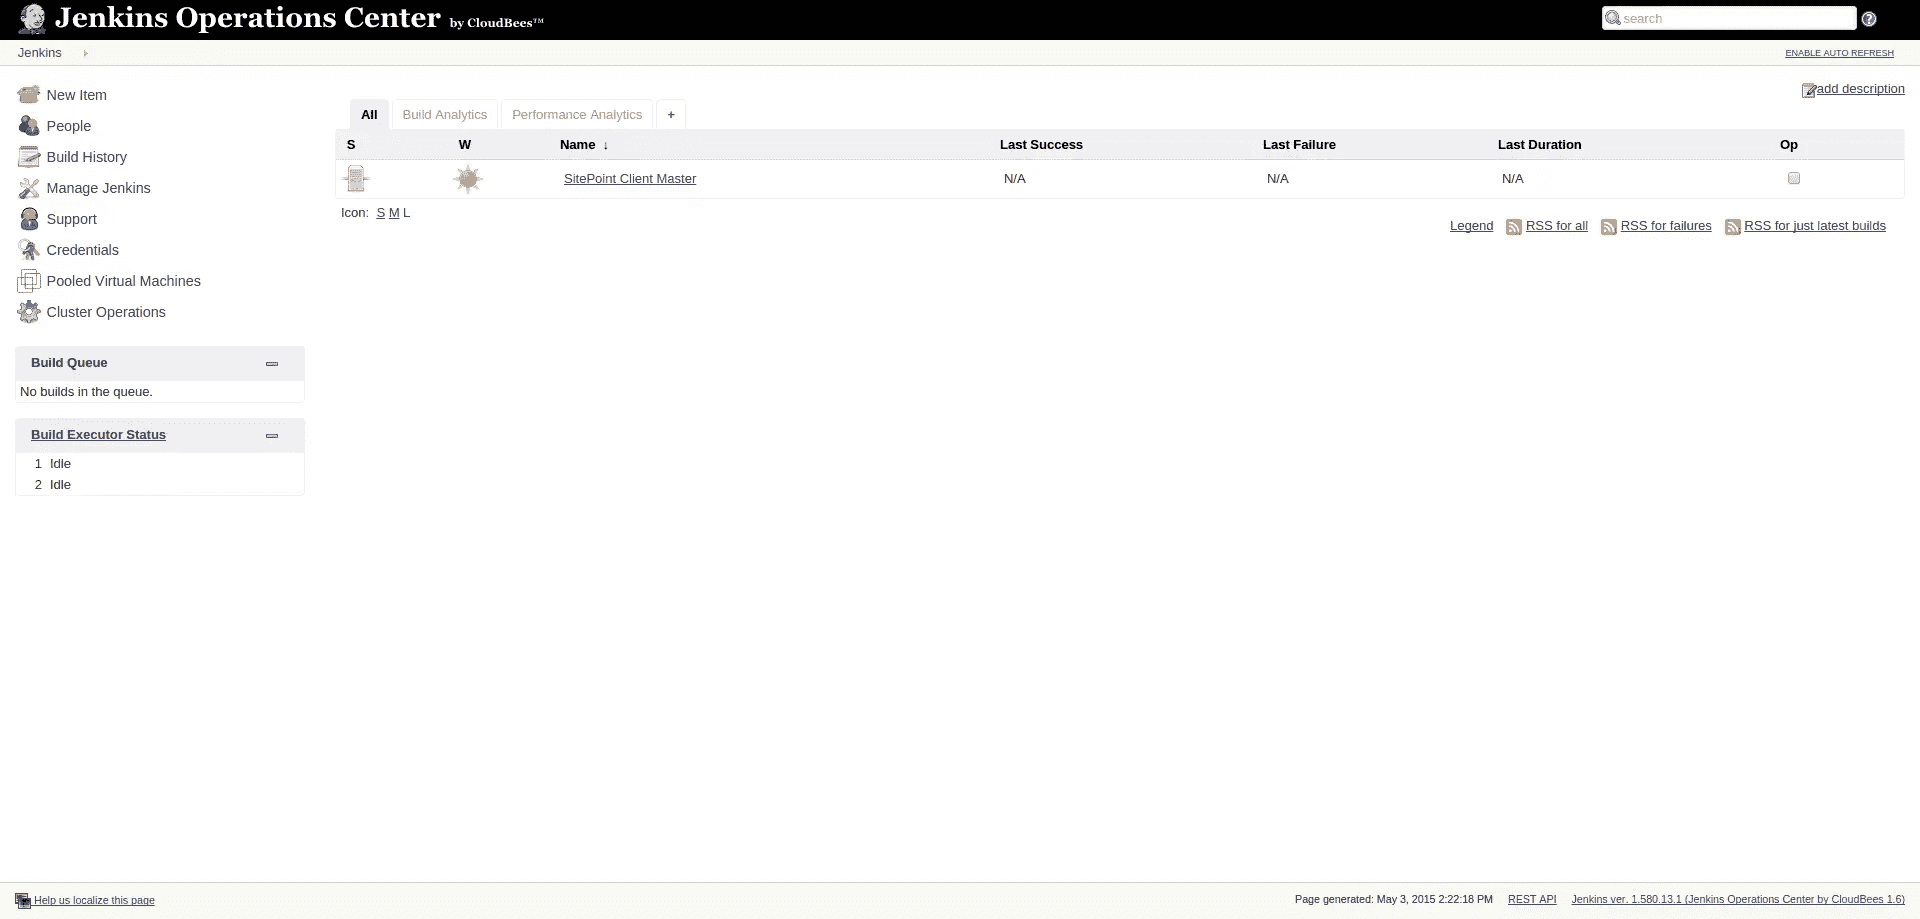 Jenkins Operations Center by CloudBees™
search
Jenkins
ENABLE AUTO REFRESH
New Item
People
Build History
Manage Jenkins
Support
Credentials
Pooled Virtual Machines
Cluster Operations
Build Queue
No builds in the queue.
Build Executor Status
1 Idle
2 Idle
add description
All Build Analytics Performance Analytics +
S W Name ↓ Last Success Last Failure Last Duration Op
SitePoint Client Master N/A N/A N/A
Icon: S M L
Legend RSS for all RSS for failures RSS for just latest builds
Help us localize this page
Page generated: May 3, 2015 2:22:18 PM REST API Jenkins ver. 1.580.13.1 (Jenkins Operations Center by CloudBees 1.6)